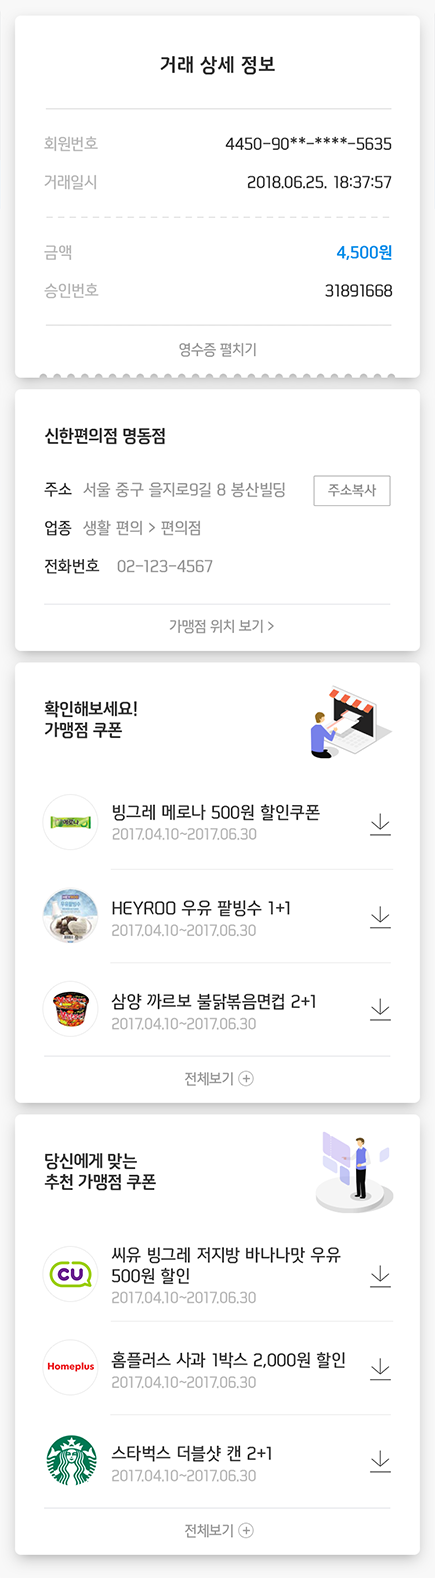 거래 상세 정보
회원번호 4450-90**-****-5635
거래일시 2018.06.25. 18:37:57
금액 4,500원
승인번호 31891668
영수증 펼치기
신한편의점 명동점
주소 서울 중구 을지로9길 8 봉산빌딩 주소복사
업종 생활 편의 > 편의점
전화번호 02-123-4567
가맹점 위치 보기 >
확인해보세요!
가맹점 쿠폰
메로나
빙그레 메로나 500원 할인쿠폰
2017.04.10~2017.06.30
HEYROO 우유 팥빙수 1+1
2017.04.10~2017.06.30
삼양 까르보 불닭볶음면컵 2+1
2017.04.10~2017.06.30
전체보기
당신에게 맞는
추천 가맹점 쿠폰
CU
씨유 빙그레 저지방 바나나맛 우유
500원 할인
2017.04.10~2017.06.30
Homeplus
홈플러스 사과 1박스 2,000원 할인
2017.04.10~2017.06.30
스타벅스 더블샷 캔 2+1
2017.04.10~2017.06.30
전체보기